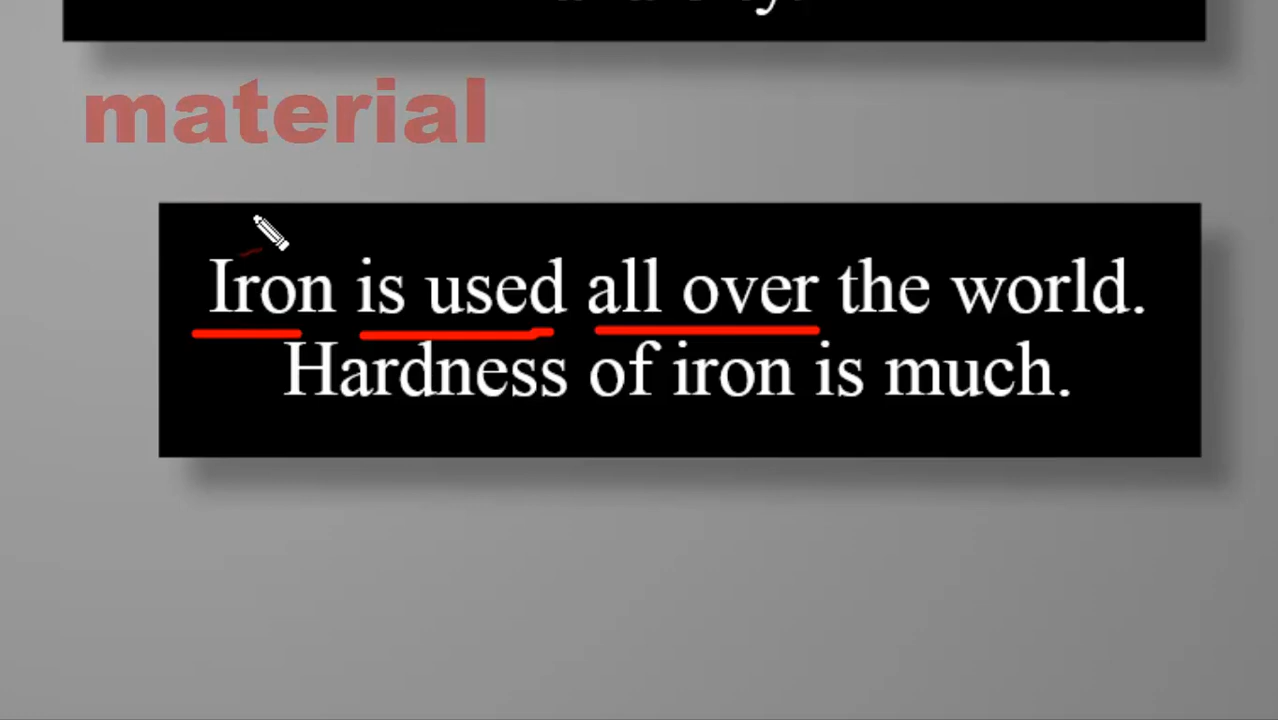 material
Iron is used all over the world.
Hardness of iron is much.